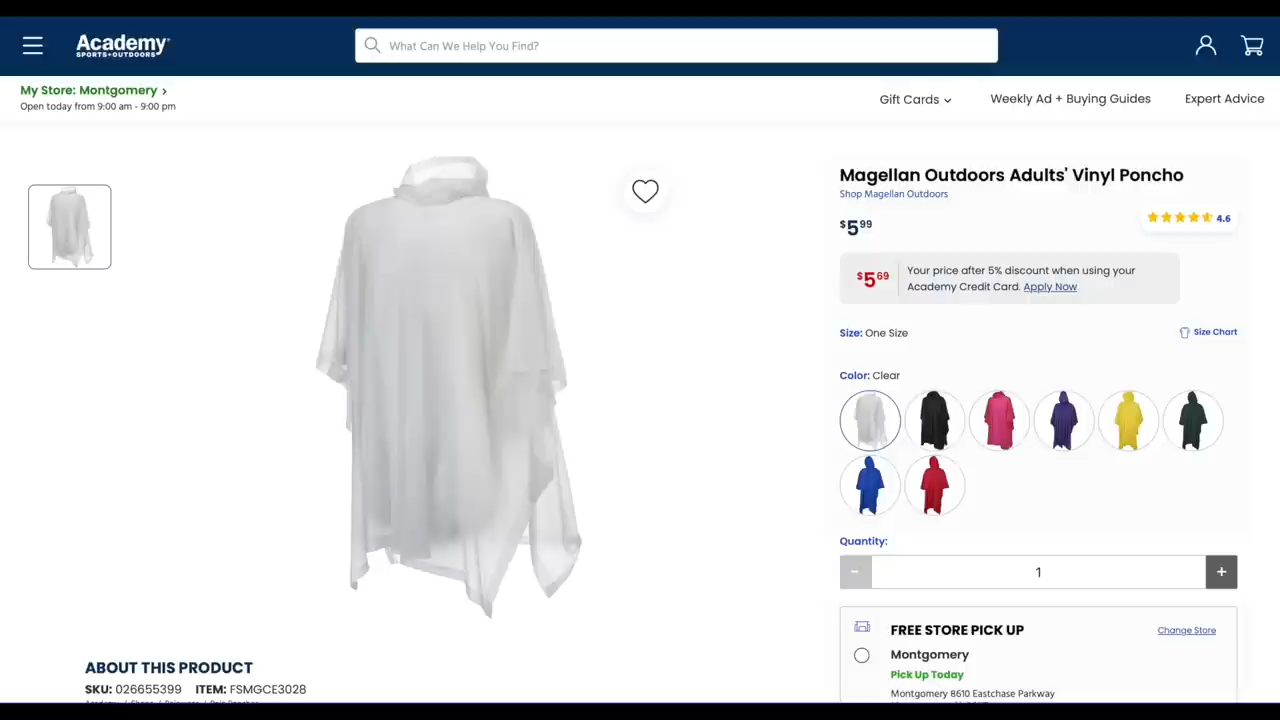 Academy
SPORTS+OUTDOORS
What Can We Help You Find?
My Store: Montgomery >
Open today from 9:00 am - 9:00 pm
Gift Cards
Weekly Ad + Buying Guides
Expert Advice
Magellan Outdoors Adults' Vinyl Poncho
Shop Magellan Outdoors
$5 99
4.6
$5 69
Your price after 5% discount when using your
Academy Credit Card. Apply Now
Size: One Size
Size Chart
Color: Clear
Quantity:
- 1 +
FREE STORE PICK UP
Change Store
Montgomery
Pick Up Today
Montgomery 8610 Eastchase Parkway
ABOUT THIS PRODUCT
SKU: 026655399 ITEM: FSMGCE3028